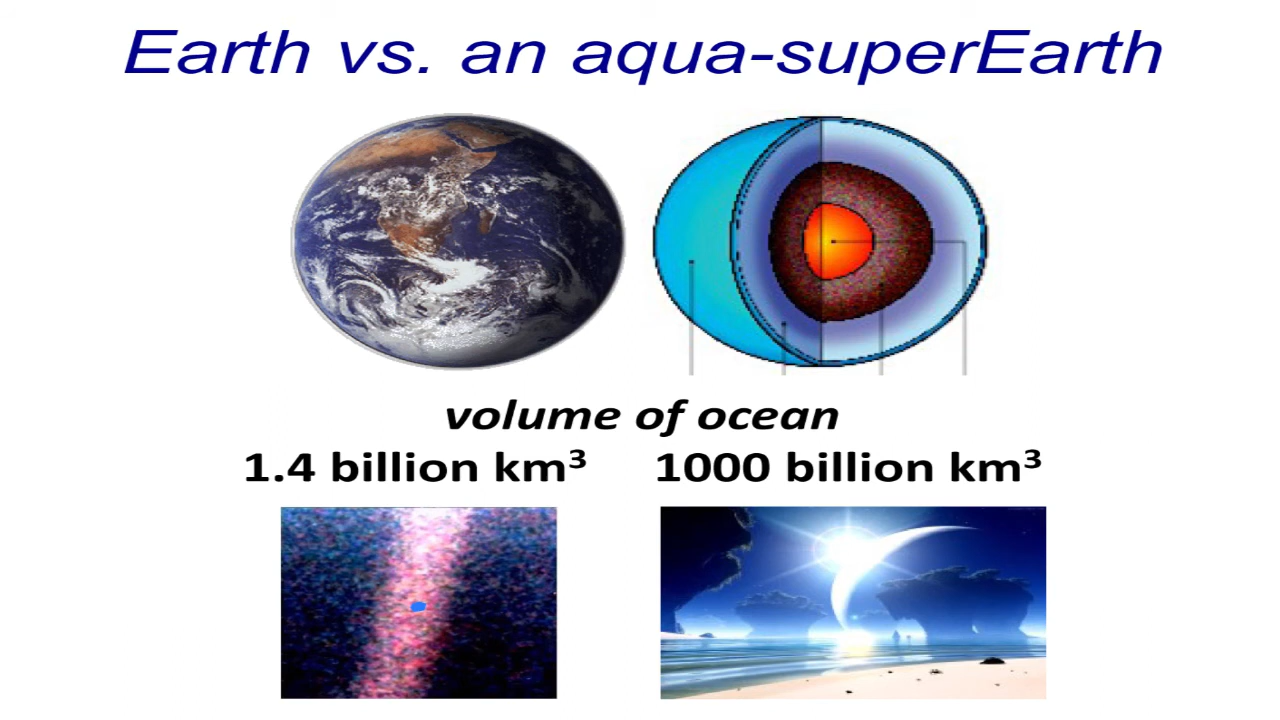 Earth vs. an aqua-superEarth
volume of ocean
1.4 billion km³ 1000 billion km³